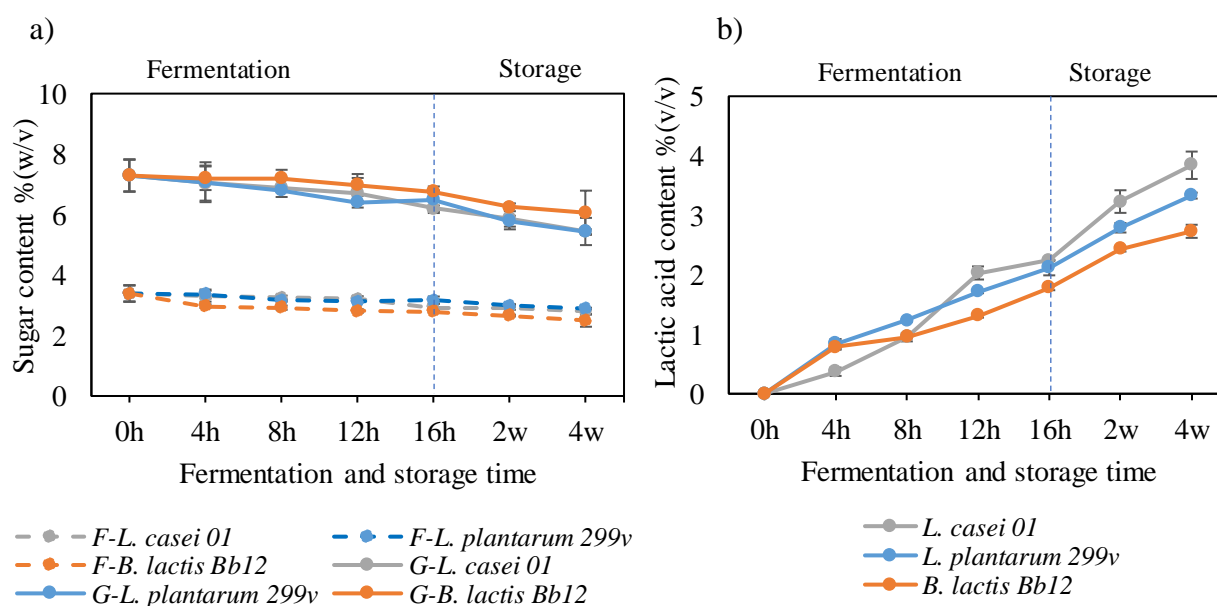 a)
Fermentation Storage
Sugar content %(w/v)
10
8
6
4
2
0
0h 4h 8h 12h 16h 2w 4w
Fermentation and storage time
F-L. casei 01 F-L. plantarum 299v
F-B. lactis Bb12 G-L. casei 01
G-L. plantarum 299v G-B. lactis Bb12
b)
Fermentation Storage
Lactic acid content %(v/v)
5
4
3
2
1
0
0h 4h 8h 12h 16h 2w 4w
Fermentation and storage time
L. casei 01
L. plantarum 299v
B. lactis Bb12